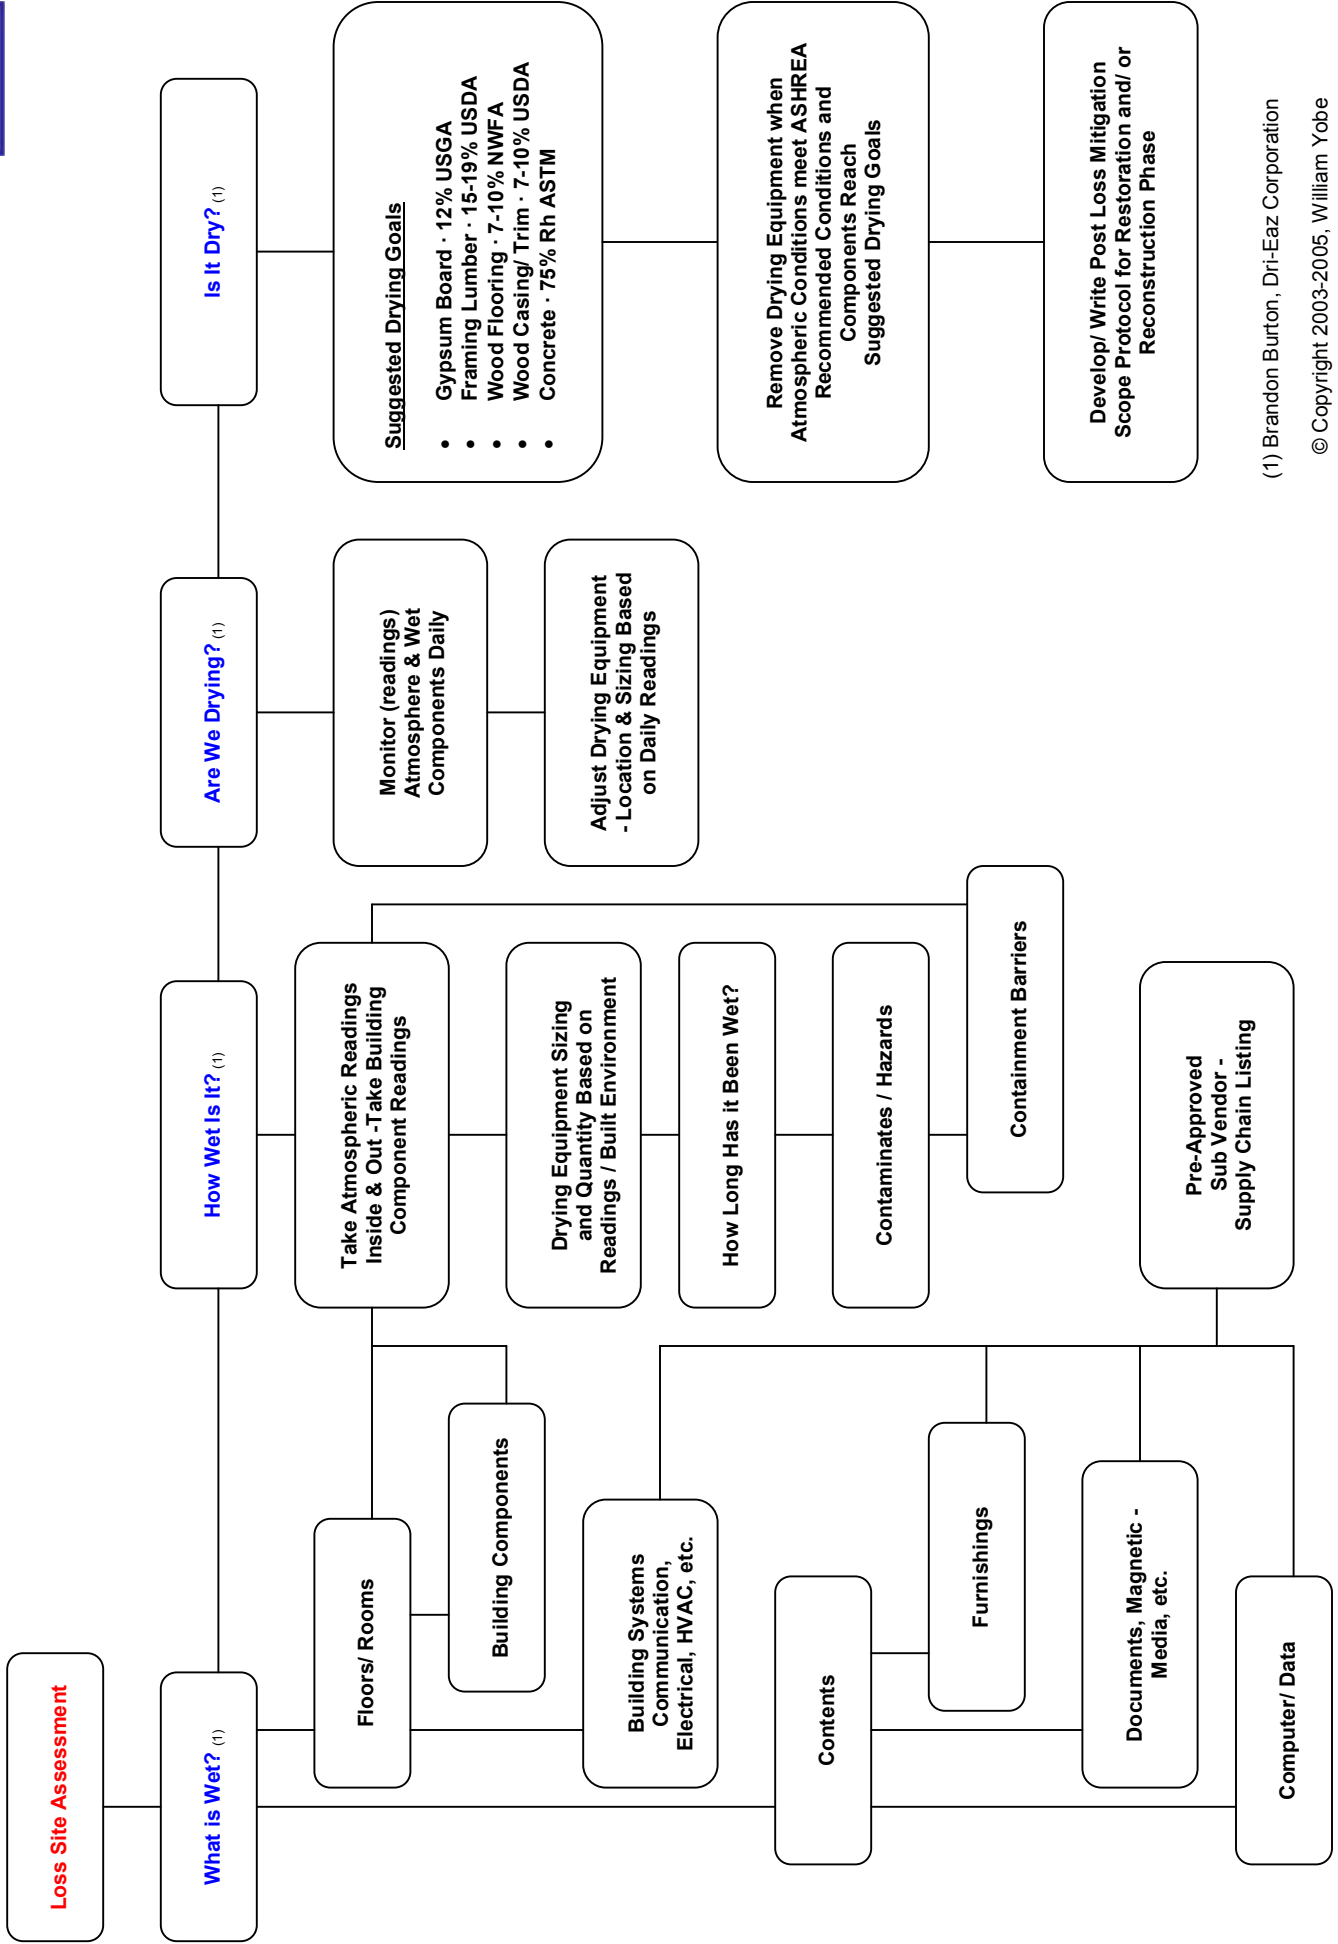 Loss Site Assessment
What is Wet? (1)
How Wet Is It? (1)
Are We Drying? (1)
Is It Dry? (1)
Floors/ Rooms
Building Components
Building Systems
Communication,
Electrical, HVAC, etc.
Contents
Furnishings
Documents, Magnetic -
Media, etc.
Computer/ Data
Take Atmospheric Readings
Inside & Out -Take Building
Component Readings
Drying Equipment Sizing
and Quantity Based on
Readings / Built Environment
How Long Has it Been Wet?
Contaminates / Hazards
Containment Barriers
Pre-Approved
Sub Vendor -
Supply Chain Listing
Monitor (readings)
Atmosphere & Wet
Components Daily
Adjust Drying Equipment
- Location & Sizing Based
on Daily Readings
Suggested Drying Goals
• Gypsum Board · 12% USGA
• Framing Lumber · 15-19% USDA
• Wood Flooring · 7-10% NWFA
• Wood Casing/ Trim · 7-10% USDA
• Concrete · 75% Rh ASTM
Remove Drying Equipment when
Atmospheric Conditions meet ASHREA
Recommended Conditions and
Components Reach
Suggested Drying Goals
Develop/ Write Post Loss Mitigation
Scope Protocol for Restoration and/ or
Reconstruction Phase
(1) Brandon Burton, Dri-Eaz Corporation
© Copyright 2003-2005, William Yobe